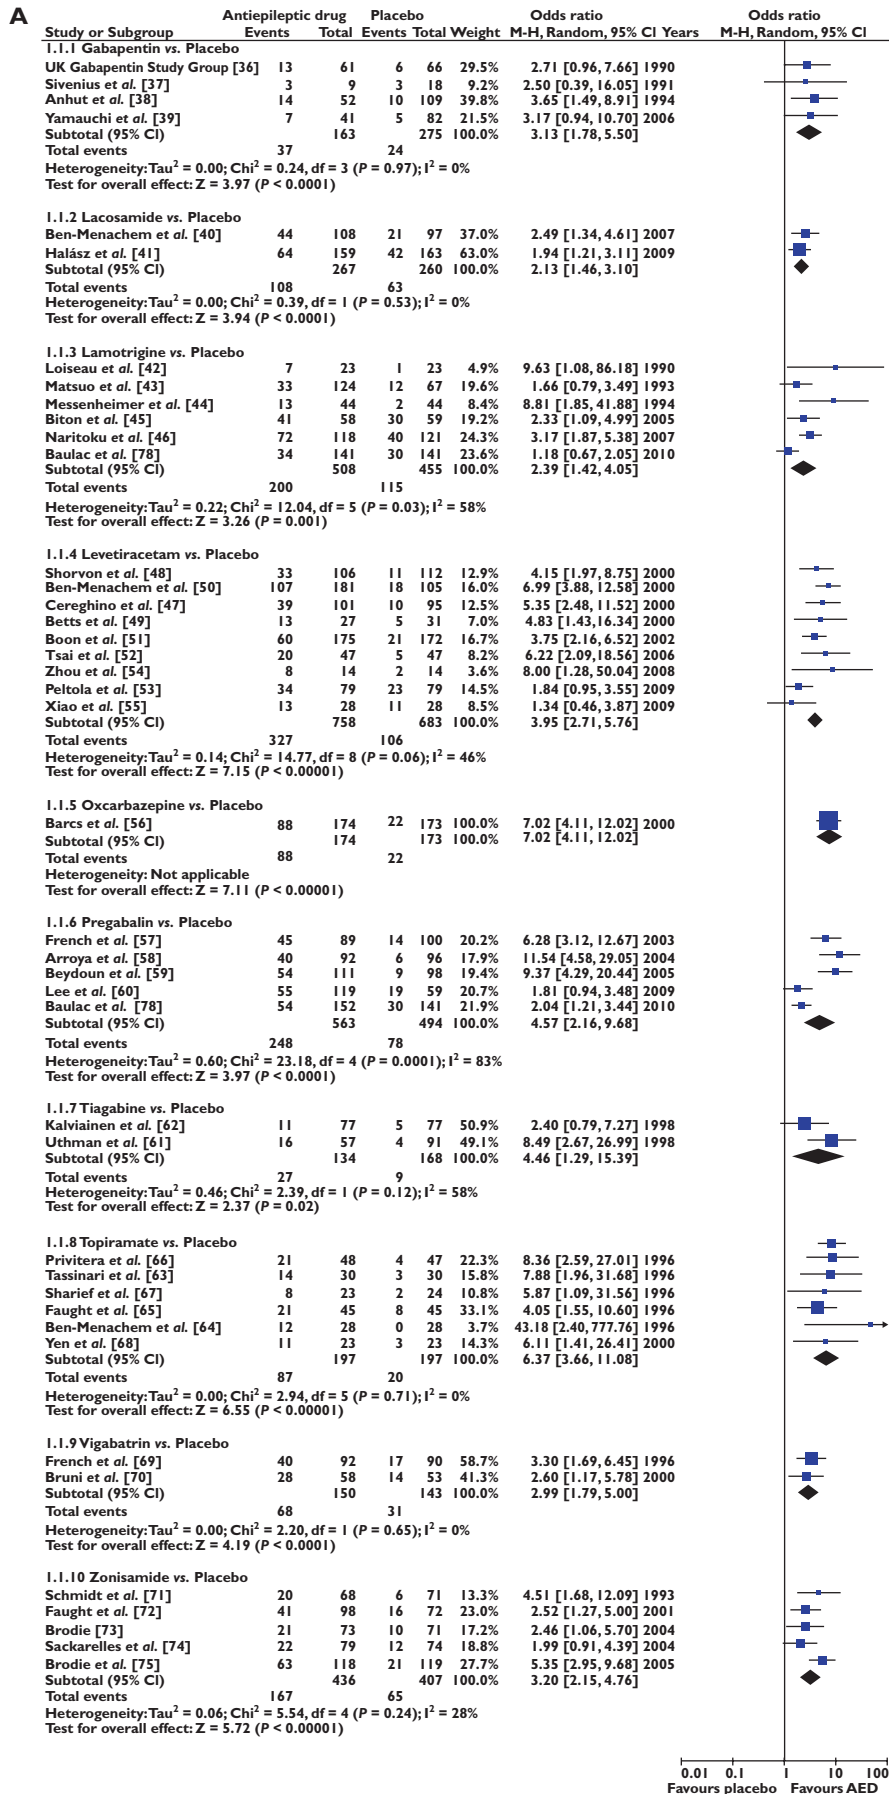 A
Antiepileptic drug Placebo Odds ratio Odds ratio
Study or Subgroup Events Total Events Total Weight M-H, Random, 95% CI Years M-H, Random, 95% CI
1.1.1 Gabapentin vs. Placebo
UK Gabapentin Study Group [36] 13 61 6 66 29.5% 2.71 [0.96, 7.66] 1990
Sivenius et al. [37] 3 9 3 18 9.2% 2.50 [0.39, 16.05] 1991
Anhut et al. [38] 14 52 10 109 39.8% 3.65 [1.49, 8.91] 1994
Yamauchi et al. [39] 7 41 5 82 21.5% 3.17 [0.94, 10.70] 2006
Subtotal (95% CI) 163 275 100.0% 3.13 [1.78, 5.50]
Total events 37 24
Heterogeneity: Tau² = 0.00; Chi² = 0.24, df = 3 (P = 0.97); I² = 0%
Test for overall effect: Z = 3.97 (P < 0.0001)
1.1.2 Lacosamide vs. Placebo
Ben-Menachem et al. [40] 44 108 21 97 37.0% 2.49 [1.34, 4.61] 2007
Halász et al. [41] 64 159 42 163 63.0% 1.94 [1.21, 3.11] 2009
Subtotal (95% CI) 267 260 100.0% 2.13 [1.46, 3.10]
Total events 108 63
Heterogeneity: Tau² = 0.00; Chi² = 0.39, df = 1 (P = 0.53); I² = 0%
Test for overall effect: Z = 3.94 (P < 0.0001)
1.1.3 Lamotrigine vs. Placebo
Loiseau et al. [42] 7 23 1 23 4.9% 9.63 [1.08, 86.18] 1990
Matsuo et al. [43] 33 124 12 67 19.6% 1.66 [0.79, 3.49] 1993
Messenheimer et al. [44] 13 44 2 44 8.4% 8.81 [1.85, 41.88] 1994
Biton et al. [45] 41 58 30 59 19.2% 2.33 [1.09, 4.99] 2005
Naritoku et al. [46] 72 118 40 121 24.3% 3.17 [1.87, 5.38] 2007
Baulac et al. [78] 34 141 30 141 23.6% 1.18 [0.67, 2.05] 2010
Subtotal (95% CI) 508 455 100.0% 2.39 [1.42, 4.05]
Total events 200 115
Heterogeneity: Tau² = 0.22; Chi² = 12.04, df = 5 (P = 0.03); I² = 58%
Test for overall effect: Z = 3.26 (P = 0.001)
1.1.4 Levetiracetam vs. Placebo
Shorvon et al. [48] 33 106 11 112 12.9% 4.15 [1.97, 8.75] 2000
Ben-Menachem et al. [50] 107 181 18 105 16.0% 6.99 [3.88, 12.58] 2000
Cereghino et al. [47] 39 101 10 95 12.5% 5.35 [2.48, 11.52] 2000
Betts et al. [49] 13 27 5 31 7.0% 4.83 [1.43, 16.34] 2000
Boon et al. [51] 60 175 21 172 16.7% 3.75 [2.16, 6.52] 2002
Tsai et al. [52] 20 47 5 47 8.2% 6.22 [2.09, 18.56] 2006
Zhou et al. [54] 8 14 2 14 3.6% 8.00 [1.28, 50.04] 2008
Peltola et al. [53] 34 79 23 79 14.5% 1.84 [0.95, 3.55] 2009
Xiao et al. [55] 13 28 11 28 8.5% 1.34 [0.46, 3.87] 2009
Subtotal (95% CI) 758 683 100.0% 3.95 [2.71, 5.76]
Total events 327 106
Heterogeneity: Tau² = 0.14; Chi² = 14.77, df = 8 (P = 0.06); I² = 46%
Test for overall effect: Z = 7.15 (P < 0.00001)
1.1.5 Oxcarbazepine vs. Placebo
Barcs et al. [56] 88 174 22 173 100.0% 7.02 [4.11, 12.02] 2000
Subtotal (95% CI) 174 173 100.0% 7.02 [4.11, 12.02]
Total events 88 22
Heterogeneity: Not applicable
Test for overall effect: Z = 7.11 (P < 0.00001)
1.1.6 Pregabalin vs. Placebo
French et al. [57] 45 89 14 100 20.2% 6.28 [3.12, 12.67] 2003
Arroya et al. [58] 40 92 6 96 17.9% 11.54 [4.58, 29.05] 2004
Beydoun et al. [59] 54 111 9 98 19.4% 9.37 [4.29, 20.44] 2005
Lee et al. [60] 55 119 19 59 20.7% 1.81 [0.94, 3.48] 2009
Baulac et al. [78] 54 152 30 141 21.9% 2.04 [1.21, 3.44] 2010
Subtotal (95% CI) 563 494 100.0% 4.57 [2.16, 9.68]
Total events 248 78
Heterogeneity: Tau² = 0.60; Chi² = 23.18, df = 4 (P = 0.0001); I² = 83%
Test for overall effect: Z = 3.97 (P < 0.0001)
1.1.7 Tiagabine vs. Placebo
Kalviainen et al. [62] 11 77 5 77 50.9% 2.40 [0.79, 7.27] 1998
Uthman et al. [61] 16 57 4 91 49.1% 8.49 [2.67, 26.99] 1998
Subtotal (95% CI) 134 168 100.0% 4.46 [1.29, 15.39]
Total events 27 9
Heterogeneity: Tau² = 0.46; Chi² = 2.39, df = 1 (P = 0.12); I² = 58%
Test for overall effect: Z = 2.37 (P = 0.02)
1.1.8 Topiramate vs. Placebo
Privitera et al. [66] 21 48 4 47 22.3% 8.36 [2.59, 27.01] 1996
Tassinari et al. [63] 14 30 3 30 15.8% 7.88 [1.96, 31.68] 1996
Sharief et al. [67] 8 23 2 24 10.8% 5.87 [1.09, 31.56] 1996
Faught et al. [65] 21 45 8 45 33.1% 4.05 [1.55, 10.60] 1996
Ben-Menachem et al. [64] 12 28 0 28 3.7% 43.18 [2.40, 777.76] 1996
Yen et al. [68] 11 23 3 23 14.3% 6.11 [1.41, 26.41] 2000
Subtotal (95% CI) 197 197 100.0% 6.37 [3.66, 11.08]
Total events 87 20
Heterogeneity: Tau² = 0.00; Chi² = 2.94, df = 5 (P = 0.71); I² = 0%
Test for overall effect: Z = 6.55 (P < 0.00001)
1.1.9 Vigabatrin vs. Placebo
French et al. [69] 40 92 17 90 58.7% 3.30 [1.69, 6.45] 1996
Bruni et al. [70] 28 58 14 53 41.3% 2.60 [1.17, 5.78] 2000
Subtotal (95% CI) 150 143 100.0% 2.99 [1.79, 5.00]
Total events 68 31
Heterogeneity: Tau² = 0.00; Chi² = 2.20, df = 1 (P = 0.65); I² = 0%
Test for overall effect: Z = 4.19 (P < 0.0001)
1.1.10 Zonisamide vs. Placebo
Schmidt et al. [71] 20 68 6 71 13.3% 4.51 [1.68, 12.09] 1993
Faught et al. [72] 41 98 16 72 23.0% 2.52 [1.27, 5.00] 2001
Brodie [73] 21 73 10 71 17.2% 2.46 [1.06, 5.70] 2004
Sackarelles et al. [74] 22 79 12 74 18.8% 1.99 [0.91, 4.39] 2004
Brodie et al. [75] 63 118 21 119 27.7% 5.35 [2.95, 9.68] 2005
Subtotal (95% CI) 436 407 100.0% 3.20 [2.15, 4.76]
Total events 167 65
Heterogeneity: Tau² = 0.06; Chi² = 5.54, df = 4 (P = 0.24); I² = 28%
Test for overall effect: Z = 5.72 (P < 0.00001)
0.01 0.1 1 10 100
Favours placebo Favours AED